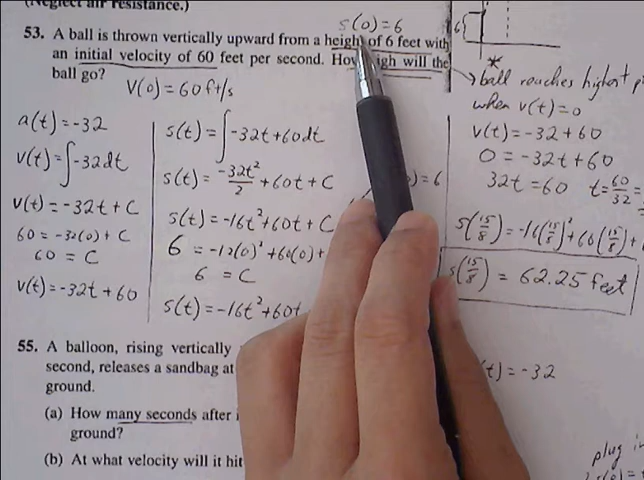 (Neglect air resistance.)
s(0)=6
53. A ball is thrown vertically upward from a height of 6 feet with
an initial velocity of 60 feet per second. How high will the
ball go?
V(0)=60ft/s
a(t)=-32
v(t)=∫-32dt
v(t)=-32t+C
60=-32(0)+C
60=C
v(t)=-32t+60
s(t)=∫-32t+60dt
s(t)=-32t²/2+60t+C
s(t)=-16t²+60t+C
6=-12(0)²+60(0)+
6=C
s(t)=-16t²+60t
)=6
6{
*
ball reaches highest
when v(t)=0
v(t)=-32+60
0=-32t+60
32t=60 t=60/32=
s(15/8)=-16(15/8)²+60(15/8)+
s(15/8)=62.25 feet
55. A balloon, rising vertically
second, releases a sandbag at
ground.
(a) How many seconds after
ground?
(b) At what velocity will it hit
(t)=-32
plug